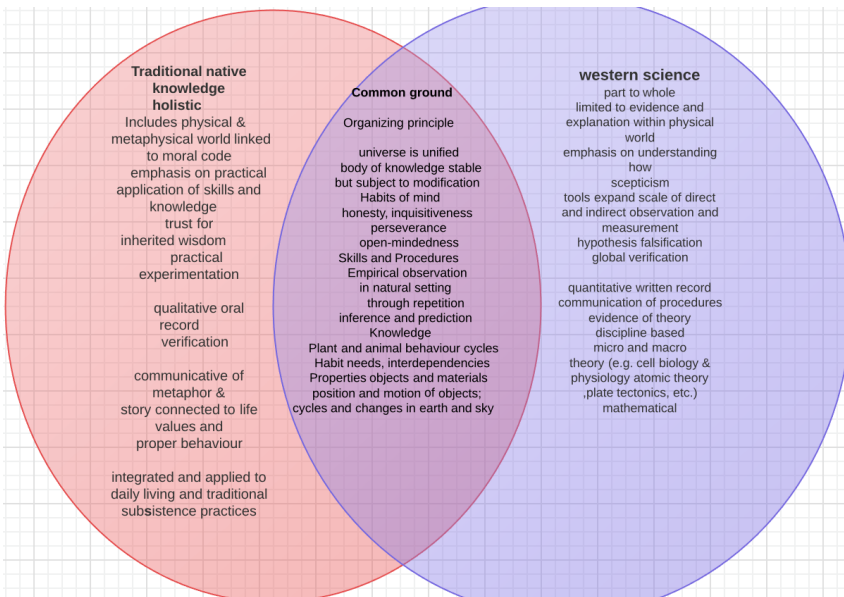 Traditional native
knowledge
holistic
Includes physical &
metaphysical world linked
to moral code
emphasis on practical
application of skills and
knowledge
trust for
inherited wisdom
practical
experimentation
qualitative oral
record
verification
communicative of
metaphor &
story connected to life
values and
proper behaviour
integrated and applied to
daily living and traditional
subsistence practices
Common ground
Organizing principle
universe is unified
body of knowledge stable
but subject to modification
Habits of mind
honesty, inquisitiveness
perseverance
open-mindedness
Skills and Procedures
Empirical observation
in natural setting
through repetition
inference and prediction
Knowledge
Plant and animal behaviour cycles
Habit needs, interdependencies
Properties objects and materials
position and motion of objects;
cycles and changes in earth and sky
western science
part to whole
limited to evidence and
explanation within physical
world
emphasis on understanding
how
scepticism
tools expand scale of direct
and indirect observation and
measurement
hypothesis falsification
global verification
quantitative written record
communication of procedures
evidence of theory
discipline based
micro and macro
theory (e.g. cell biology &
physiology atomic theory
,plate tectonics, etc.)
mathematical